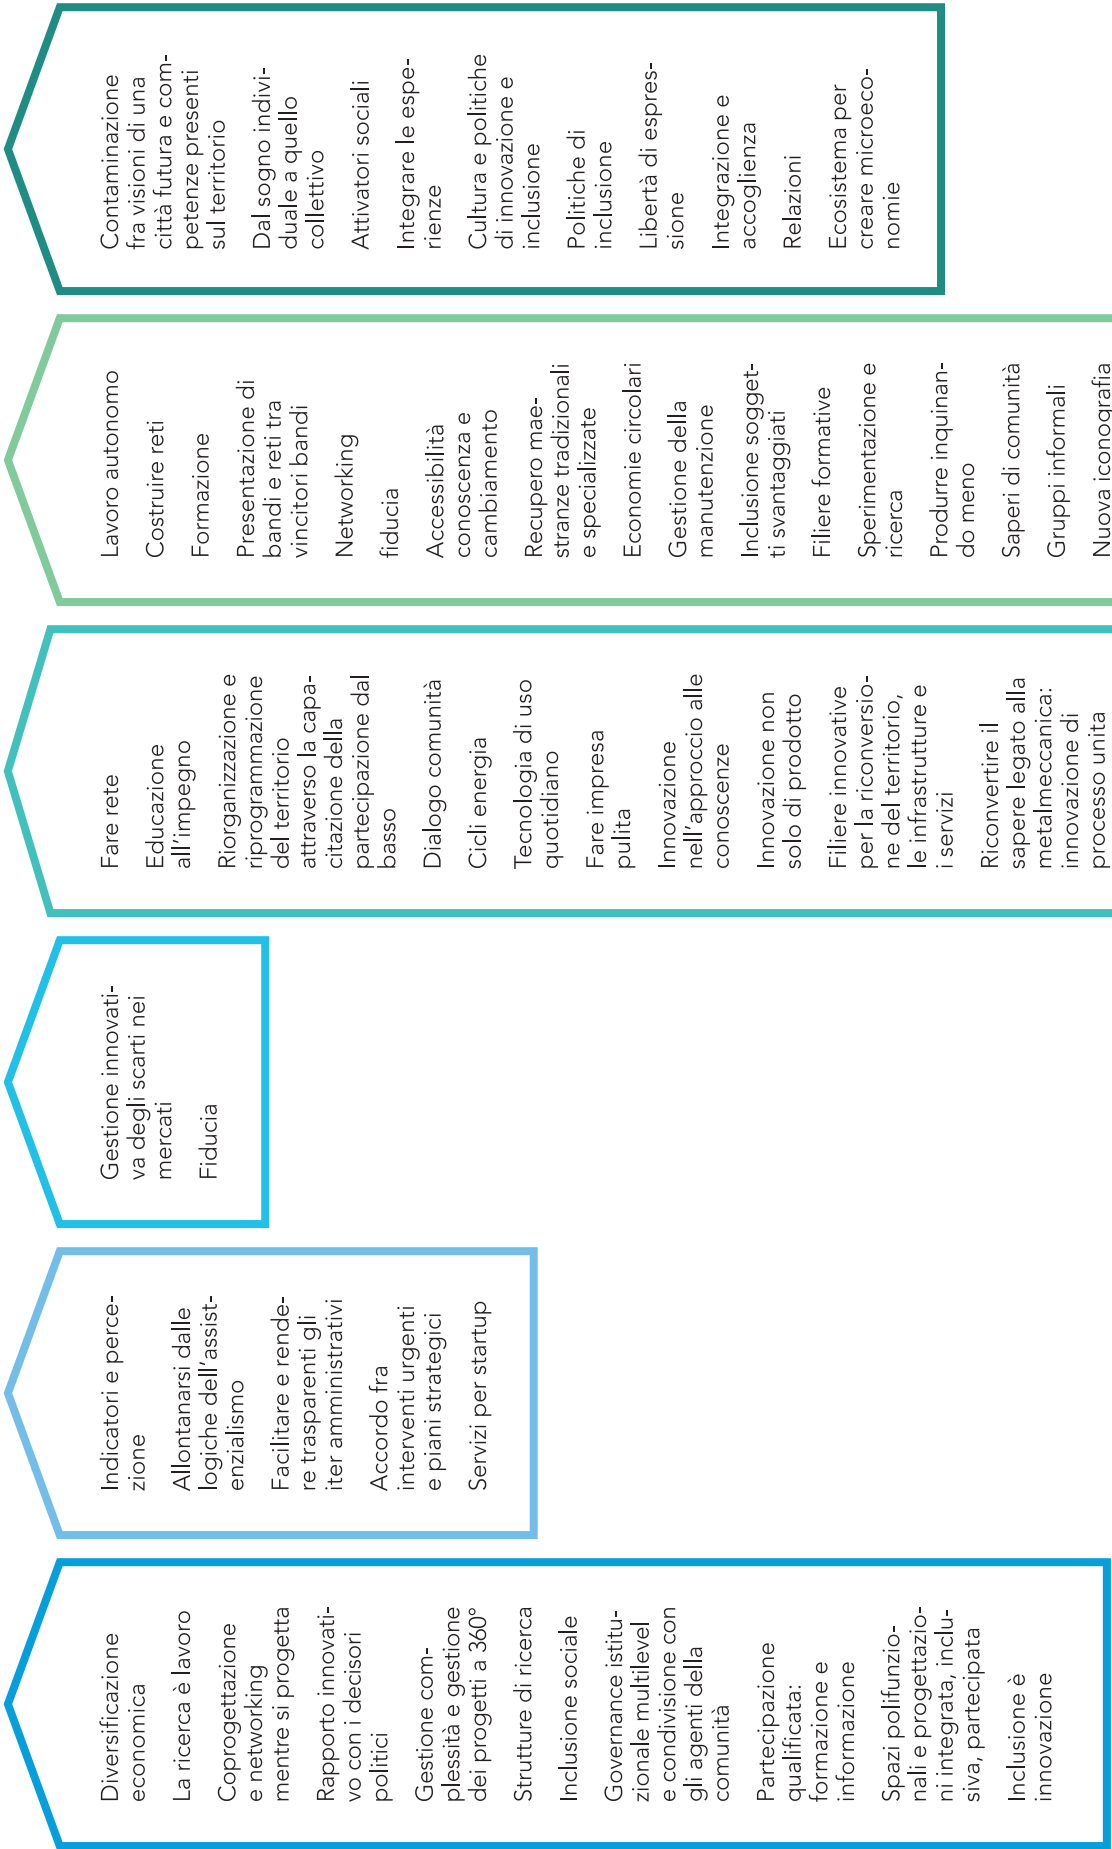 Diversificazione
economica
La ricerca è lavoro
Coprogettazione
e networking
mentre si progetta
Rapporto innovati-
vo con i decisori
politici
Gestione com-
plessità e gestione
dei progetti a 360°
Strutture di ricerca
Inclusione sociale
Governance istitu-
zionale multilevel
e condivisione con
gli agenti della
comunità
Partecipazione
qualificata:
formazione e
informazione
Spazi polifunzio-
nali e progettazio-
ni integrata, inclu-
siva, partecipata
Inclusione è
innovazione
Indicatori e perce-
zione
Allontanarsi dalle
logiche dell'assist-
enzialismo
Facilitare e rende-
re trasparenti gli
iter amministrativi
Accordo fra
interventi urgenti
e piani strategici
Servizi per startup
Gestione innovati-
va degli scarti nei
mercati
Fiducia
Fare rete
Educazione
all'impegno
Riorganizzazione e
riprogrammazione
del territorio
attraverso la capa-
citazione della
partecipazione dal
basso
Dialogo comunità
Cicli energia
Tecnologia di uso
quotidiano
Fare impresa
pulita
Innovazione
nell'approccio alle
conoscenze
Innovazione non
solo di prodotto
Filiere innovative
per la riconversio-
ne del territorio,
le infrastrutture e
i servizi
Riconvertire il
sapere legato alla
metalmeccanica:
innovazione di
processo unita
Lavoro autonomo
Costruire reti
Formazione
Presentazione di
bandi e reti tra
vincitori bandi
Networking
fiducia
Accessibilità
conoscenza e
cambiamento
Recupero mae-
stranze tradizionali
e specializzate
Economie circolari
Gestione della
manutenzione
Inclusione sogget-
ti svantaggiati
Filiere formative
Sperimentazione e
ricerca
Produrre inquinan-
do meno
Saperi di comunità
Gruppi informali
Nuova iconografia
Contaminazione
fra visioni di una
città futura e com-
petenze presenti
sul territorio
Dal sogno indivi-
duale a quello
collettivo
Attivatori sociali
Integrare le espe-
rienze
Cultura e politiche
di innovazione e
inclusione
Politiche di
inclusione
Libertà di espres-
sione
Integrazione e
accoglienza
Relazioni
Ecosistema per
creare microeco-
nomie